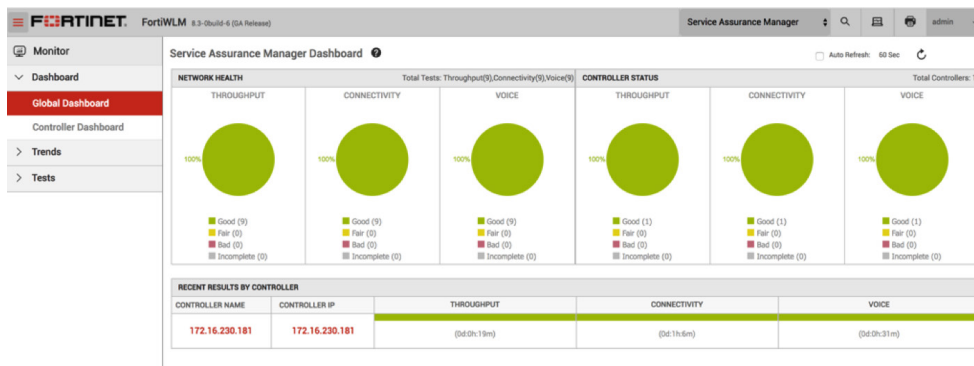 FORTINET. FortiWLM 8.3-0build-6 (GA Release) Service Assurance Manager admin
Monitor
Dashboard
Global Dashboard
Controller Dashboard
Trends
Tests
Service Assurance Manager Dashboard ? Auto Refresh: 60 Sec
NETWORK HEALTH Total Tests: Throughput(9),Connectivity(9),Voice(9)
THROUGHPUT CONNECTIVITY VOICE
100% 100% 100%
Good (9) Good (9) Good (9)
Fair (0) Fair (0) Fair (0)
Bad (0) Bad (0) Bad (0)
Incomplete (0) Incomplete (0) Incomplete (0)
CONTROLLER STATUS Total Controllers:
THROUGHPUT CONNECTIVITY VOICE
100% 100% 100%
Good (1) Good (1) Good (1)
Fair (0) Fair (0) Fair (0)
Bad (0) Bad (0) Bad (0)
Incomplete (0) Incomplete (0) Incomplete (0)
RECENT RESULTS BY CONTROLLER
CONTROLLER NAME CONTROLLER IP THROUGHPUT CONNECTIVITY VOICE
172.16.230.181 172.16.230.181 (0d:0h:19m) (0d:1h:6m) (0d:0h:31m)